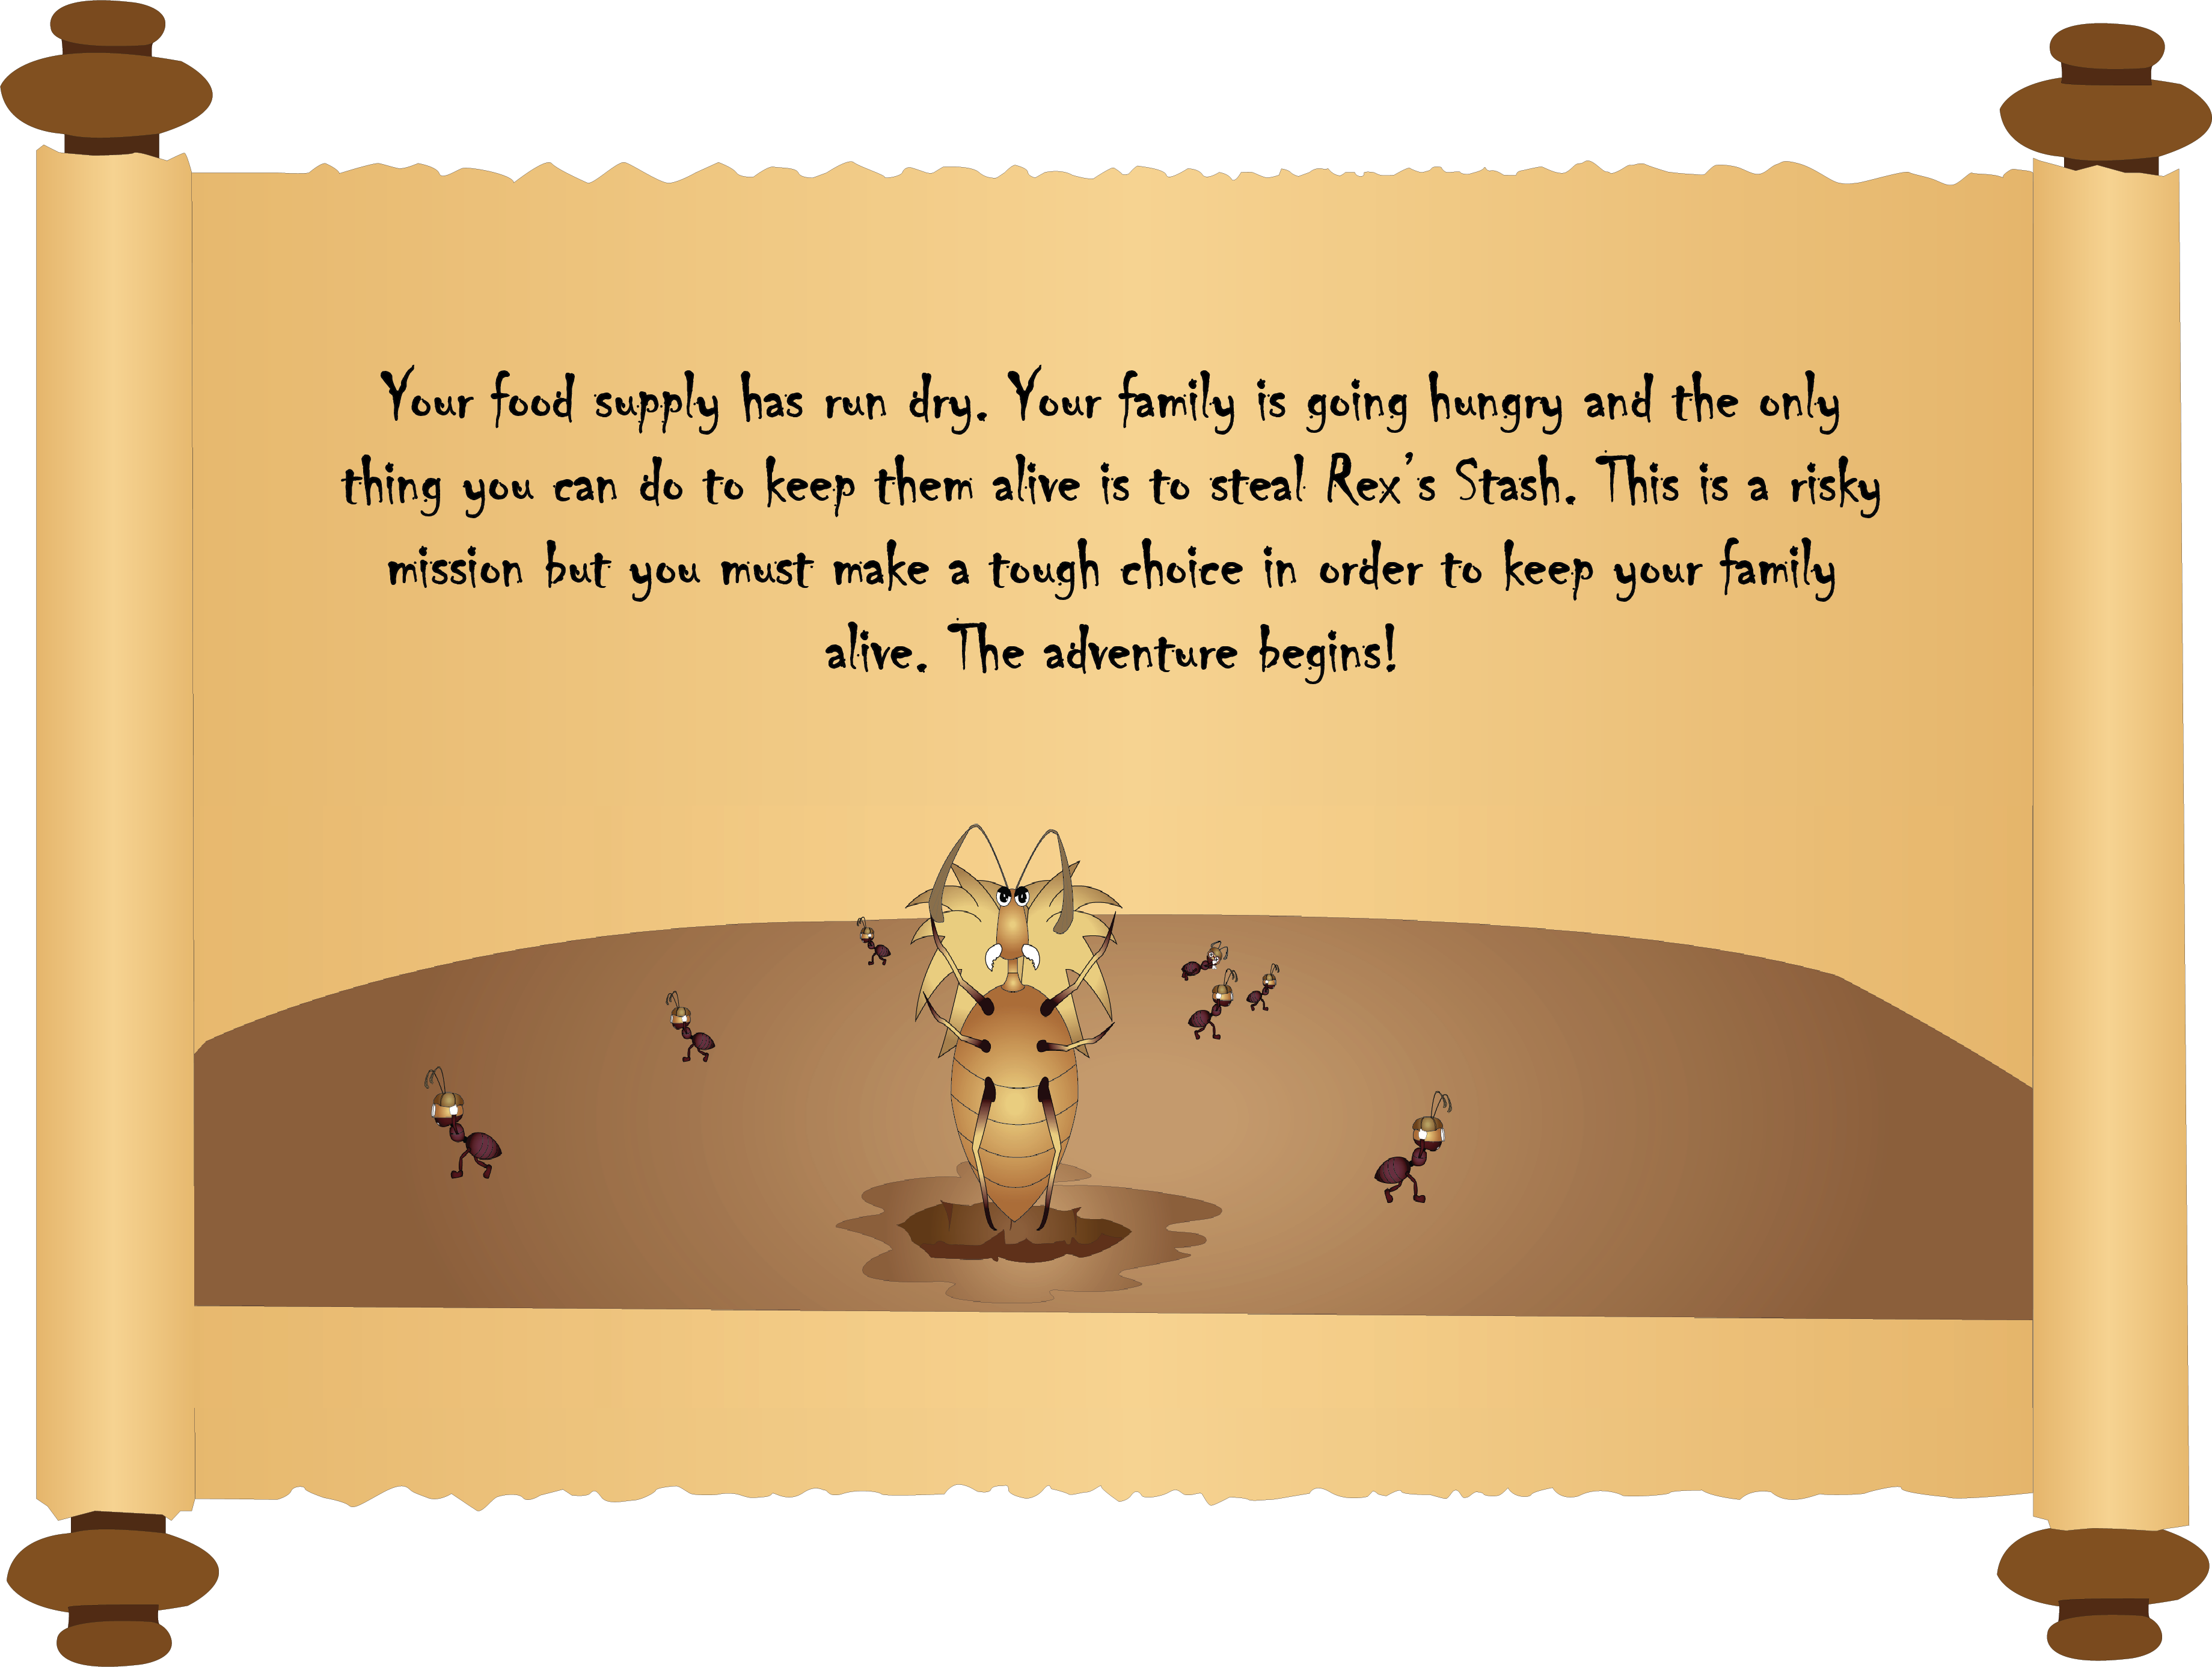 Your food supply has run dry. Your family is going hungry and the only
thing you can do to keep them alive is to steal Rex's Stash. This is a risky
mission but you must make a tough choice in order to keep your family
alive. The adventure begins!